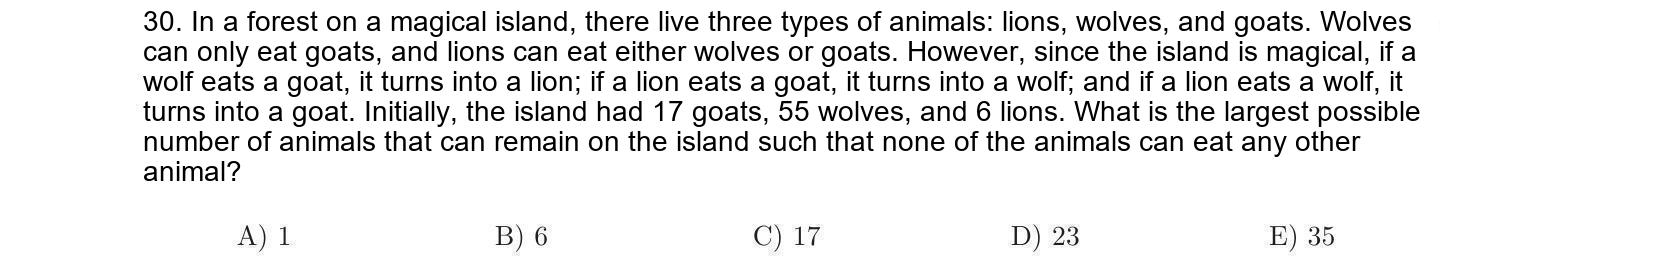 30. In a forest on a magical island, there live three types of animals: lions, wolves, and goats. Wolves
can only eat goats, and lions can eat either wolves or goats. However, since the island is magical, if a
wolf eats a goat, it turns into a lion; if a lion eats a goat, it turns into a wolf; and if a lion eats a wolf, it
turns into a goat. Initially, the island had 17 goats, 55 wolves, and 6 lions. What is the largest possible
number of animals that can remain on the island such that none of the animals can eat any other
animal?
A) 1 B) 6 C) 17 D) 23 E) 35